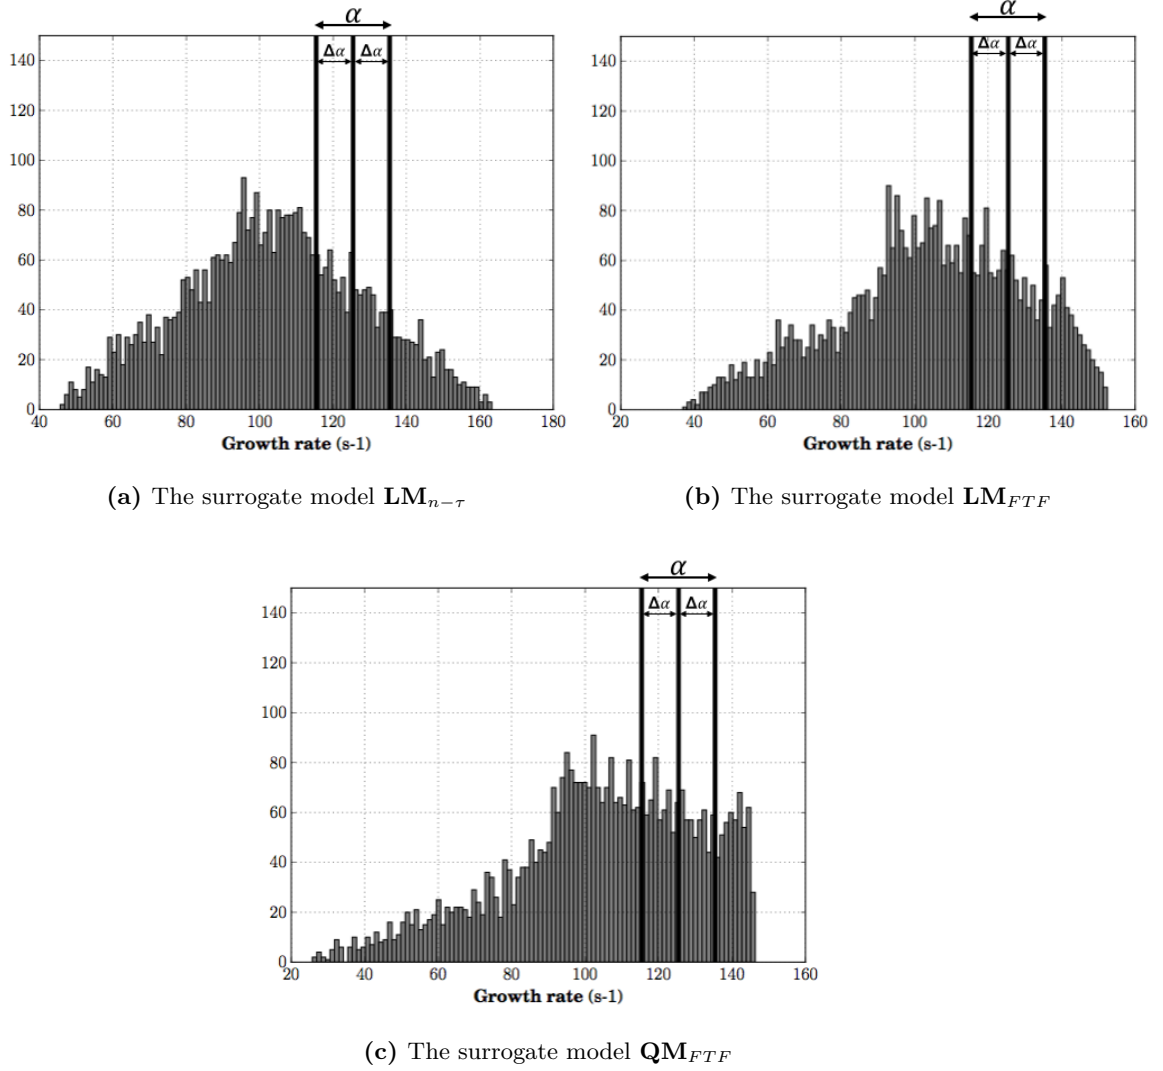 α
Δα Δα
140
120
100
80
60
40
20
0
40 60 80 100 120 140 160 180
Growth rate (s-1)
(a) The surrogate model LMn−τ
α
Δα Δα
140
120
100
80
60
40
20
0
20 40 60 80 100 120 140 160
Growth rate (s-1)
(b) The surrogate model LMFTF
α
Δα Δα
140
120
100
80
60
40
20
0
20 40 60 80 100 120 140 160
Growth rate (s-1)
(c) The surrogate model QMFTF